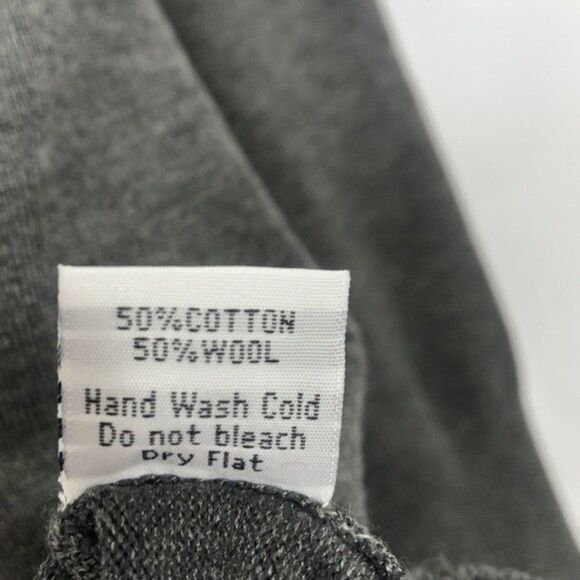 50%COTTON
50%WOOL
Hand Wash Cold
Do not bleach
Dry Flat